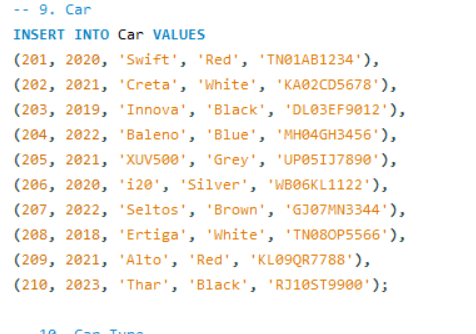 -- 9. Car
INSERT INTO Car VALUES
(201, 2020, 'Swift', 'Red', 'TN01AB1234'),
(202, 2021, 'Creta', 'White', 'KA02CD5678'),
(203, 2019, 'Innova', 'Black', 'DL03EF9012'),
(204, 2022, 'Baleno', 'Blue', 'MH04GH3456'),
(205, 2021, 'XUV500', 'Grey', 'UP05IJ7890'),
(206, 2020, 'i20', 'Silver', 'WB06KL1122'),
(207, 2022, 'Seltos', 'Brown', 'GJ07MN3344'),
(208, 2018, 'Ertiga', 'White', 'TN08OP5566'),
(209, 2021, 'Alto', 'Red', 'KL09QR7788'),
(210, 2023, 'Thar', 'Black', 'RJ10ST9900');
10. Car Type